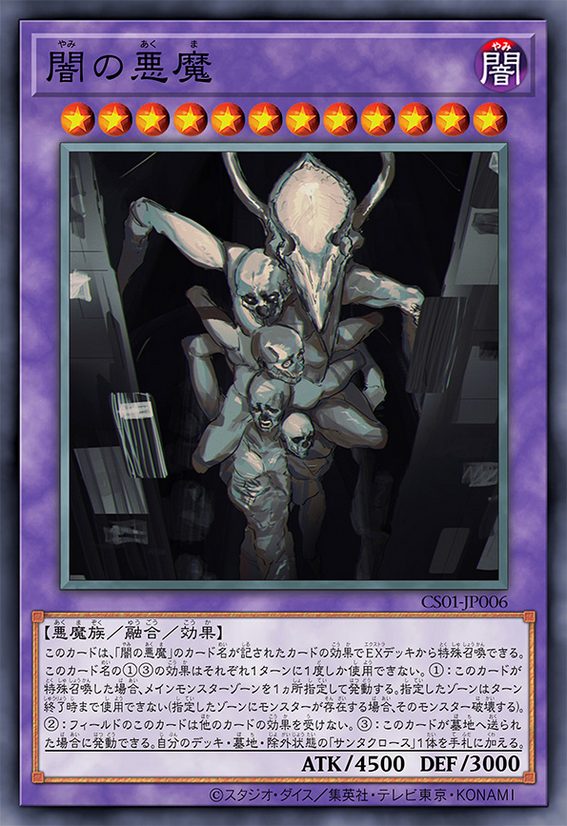 闇の悪魔
闇
CS01-JP006
【悪魔族／融合／効果】
このカードは、「闇の悪魔」のカード名が記されたカードの効果でEXデッキから特殊召喚できる。
このカード名の①③の効果はそれぞれ1ターンに1度しか使用できない。①：このカードが
特殊召喚した場合、メインモンスターゾーンを1ヵ所指定して発動する。指定したゾーンはターン
終了時まで使用できない(指定したゾーンにモンスターが存在する場合、そのモンスター破壊する)。
②：フィールドのこのカードは他のカードの効果を受けない。③：このカードが墓地へ送られ
た場合に発動できる。自分のデッキ・墓地・除外状態の「サンタクロース」1体を手札に加える。
ATK/4500 DEF/3000
©スタジオ・ダイス／集英社・テレビ東京・KONAMI